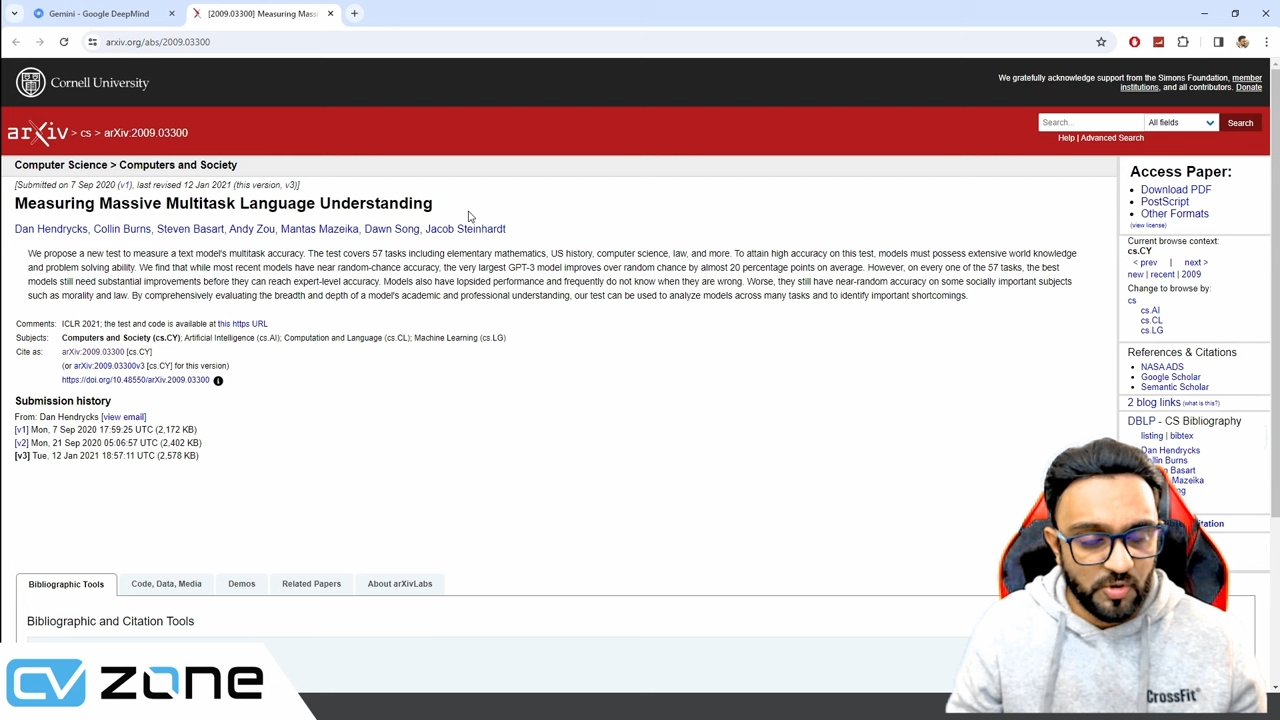 Gemini - Google DeepMind
[2009.03300] Measuring Mass
arxiv.org/abs/2009.03300
Cornell University
We gratefully acknowledge support from the Simons Foundation, member
institutions, and all contributors. Donate
arXiv > cs > arXiv:2009.03300
Search...
All fields
Search
Help | Advanced Search
Computer Science > Computers and Society
[Submitted on 7 Sep 2020 (v1), last revised 12 Jan 2021 (this version, v3)]
Measuring Massive Multitask Language Understanding
Dan Hendrycks, Collin Burns, Steven Basart, Andy Zou, Mantas Mazeika, Dawn Song, Jacob Steinhardt
We propose a new test to measure a text model's multitask accuracy. The test covers 57 tasks including elementary mathematics, US history, computer science, law, and more. To attain high accuracy on this test, models must possess extensive world knowledge
and problem solving ability. We find that while most recent models have near random-chance accuracy, the very largest GPT-3 model improves over random chance by almost 20 percentage points on average. However, on every one of the 57 tasks, the best
models still need substantial improvements before they can reach expert-level accuracy. Models also have lopsided performance and frequently do not know when they are wrong. Worse, they still have near-random accuracy on some socially important subjects
such as morality and law. By comprehensively evaluating the breadth and depth of a model's academic and professional understanding, our test can be used to analyze models across many tasks and to identify important shortcomings.
Comments: ICLR 2021; the test and code is available at this https URL
Subjects: Computers and Society (cs.CY); Artificial Intelligence (cs.AI); Computation and Language (cs.CL); Machine Learning (cs.LG)
Cite as: arXiv:2009.03300 [cs.CY]
(or arXiv:2009.03300v3 [cs.CY] for this version)
https://doi.org/10.48550/arXiv.2009.03300
Submission history
From: Dan Hendrycks [view email]
[v1] Mon, 7 Sep 2020 17:59:25 UTC (2,172 KB)
[v2] Mon, 21 Sep 2020 05:06:57 UTC (2,402 KB)
[v3] Tue, 12 Jan 2021 18:57:11 UTC (2,578 KB)
Access Paper:
Download PDF
PostScript
Other Formats
(view license)
Current browse context:
cs.CY
< prev | next >
new | recent | 2009
Change to browse by:
cs
cs.AI
cs.CL
cs.LG
References & Citations
NASA ADS
Google Scholar
Semantic Scholar
2 blog links (what is this?)
DBLP - CS Bibliography
listing | bibtex
Dan Hendrycks
Burns
Basart
Mazeika
Bibliographic Tools
Code, Data, Media
Demos
Related Papers
About arXivLabs
Bibliographic and Citation Tools
CV ZONE
CrossFit